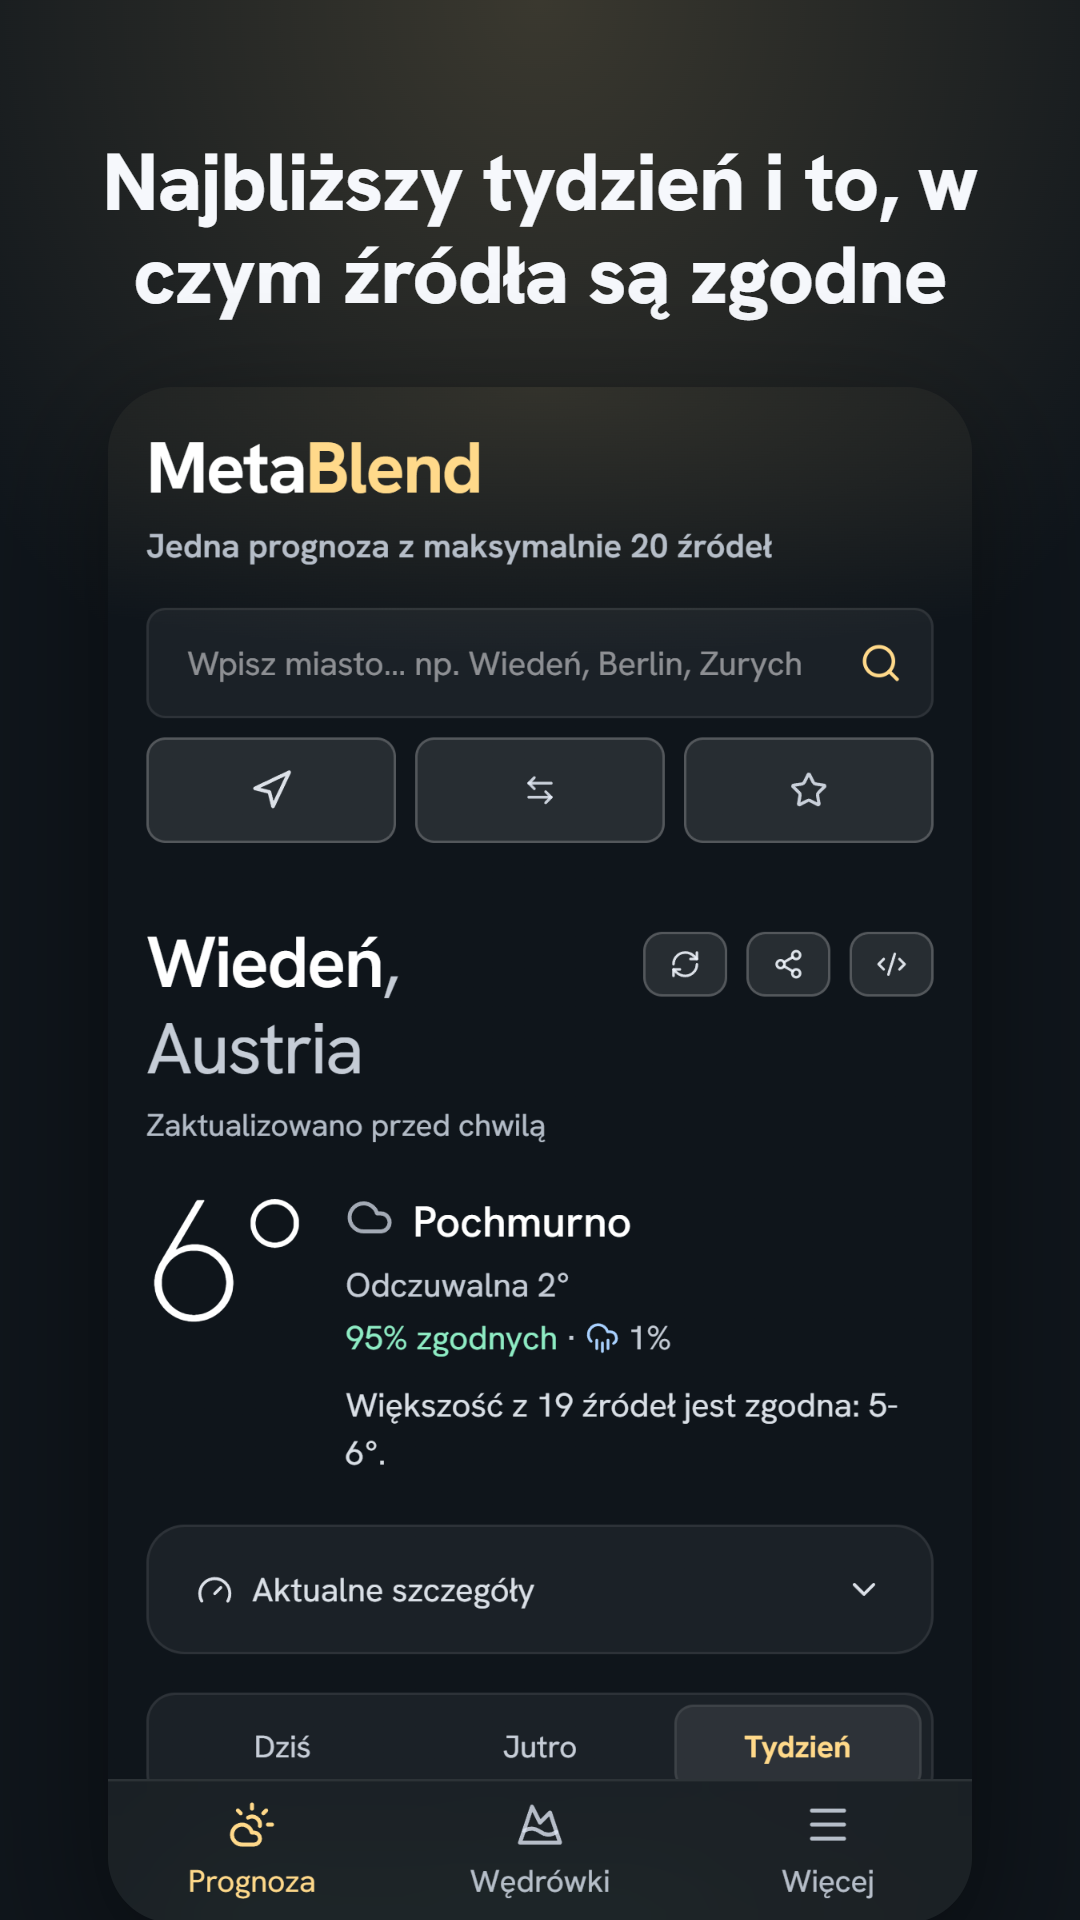 Najbliższy tydzień i to, w
czym źródła są zgodne
MetaBlend
Jedna prognoza z maksymalnie 20 źródeł
Wpisz miasto... np. Wiedeń, Berlin, Zurych
Wiedeń,
Austria
Zaktualizowano przed chwilą
6°
Pochmurno
Odczuwalna 2°
95% zgodnych · 1%
Większość z 19 źródeł jest zgodna: 5-
6°.
Aktualne szczegóły
Dziś Jutro Tydzień
Prognoza Wędrówki Więcej